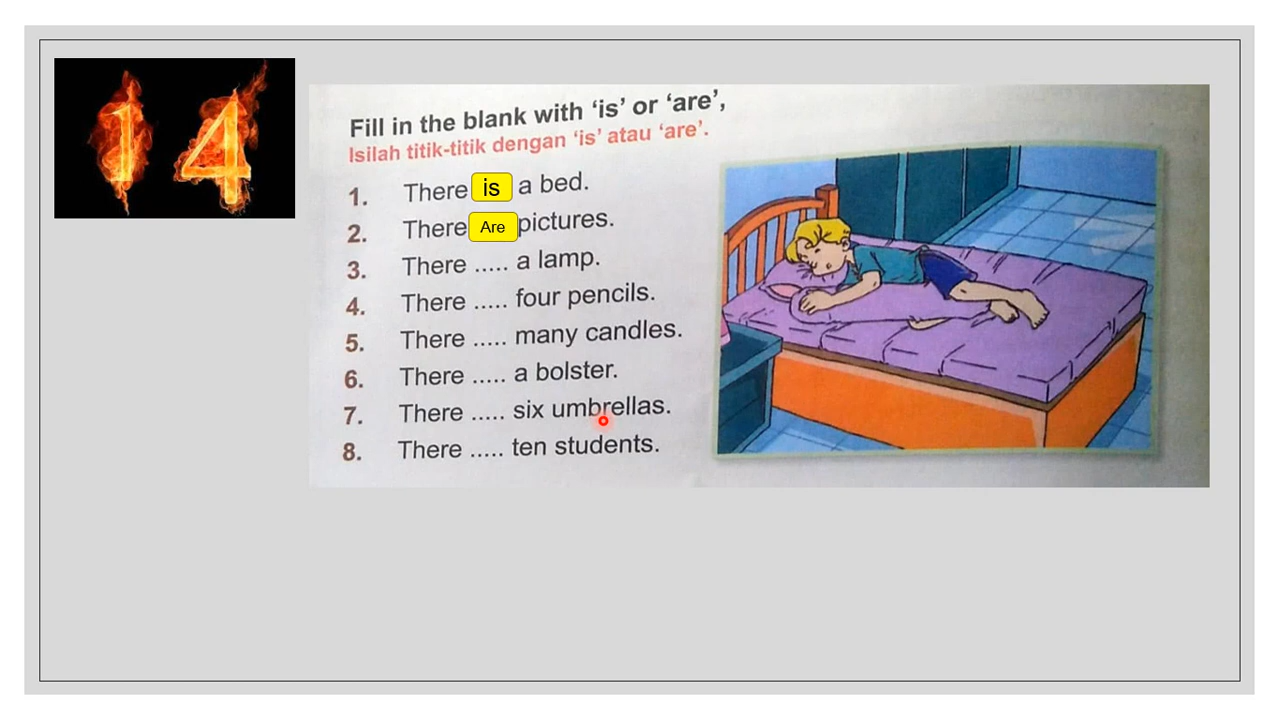 14
Fill in the blank with ‘is’ or ‘are’,
Isilah titik-titik dengan ‘is’ atau ‘are’.
1. There is a bed.
2. There Are pictures.
3. There ..... a lamp.
4. There ..... four pencils.
5. There ..... many candles.
6. There ..... a bolster.
7. There ..... six umbrellas.
8. There ..... ten students.